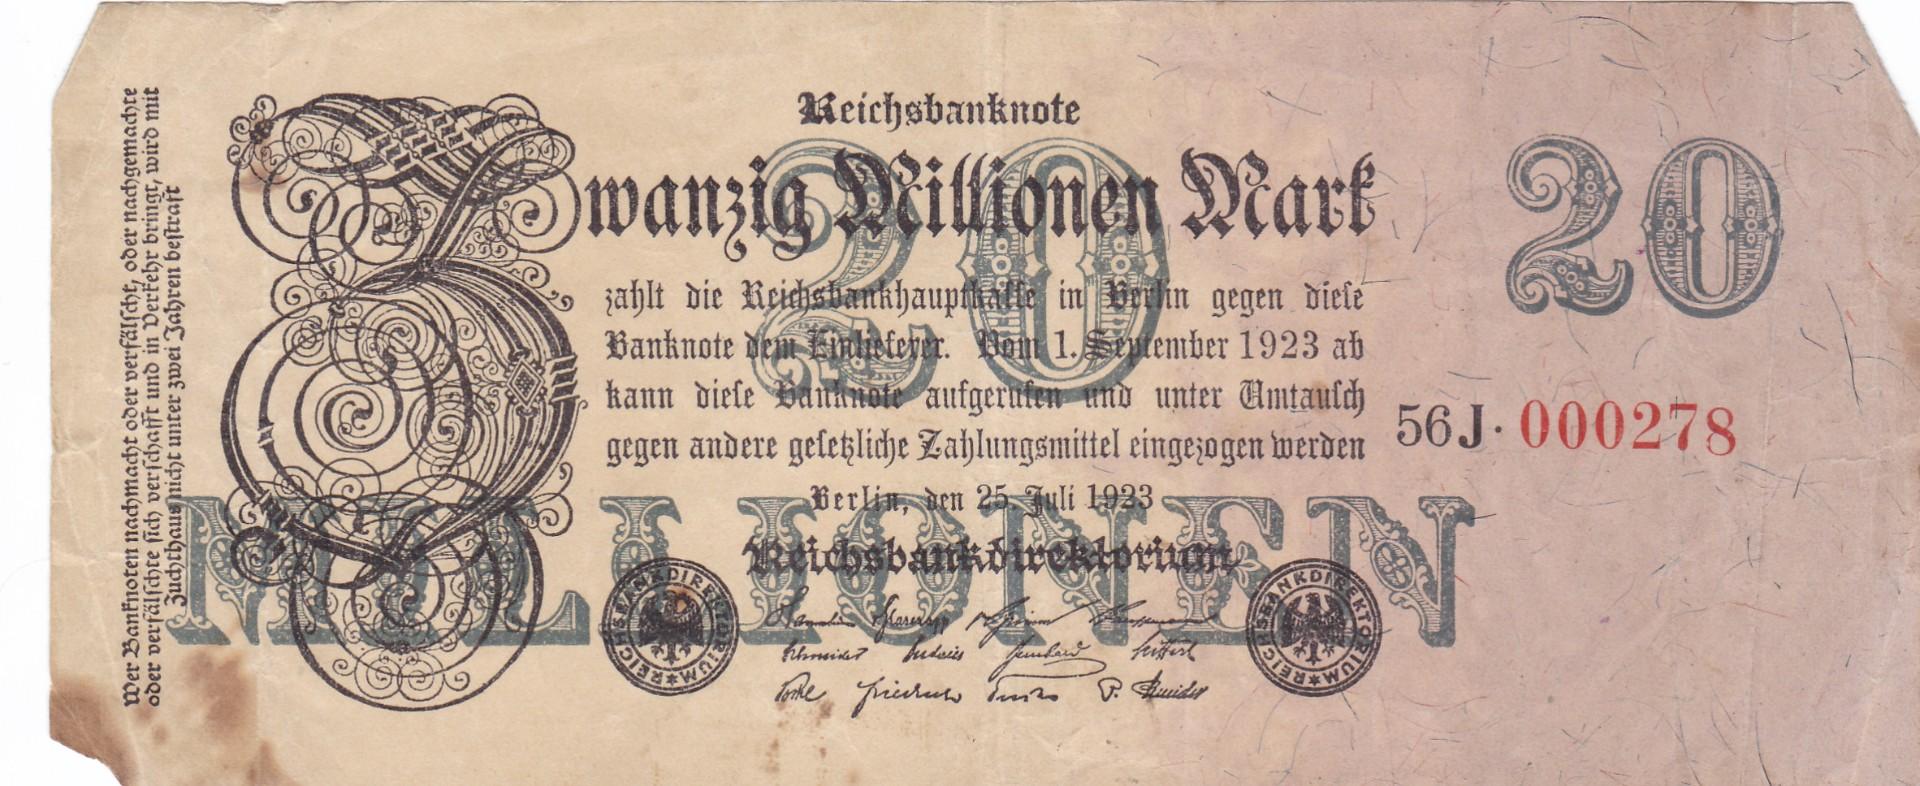 Reichsbanknote
Zwanzig Millionen Mark
20
20
zahlt die Reichsbankhauptkasse in Berlin gegen diese
Banknote dem Einlieferer. Vom 1. September 1923 ab
kann diese Banknote aufgerufen und unter Umtausch
gegen andere gesetzliche Zahlungsmittel eingezogen werden
56J· 000278
Berlin, den 25. Juli 1923
MILLIONEN
Reichsbankdirektorium
REICHSBANKDIREKTORIUM
REICHSBANKDIREKTORIUM
Wer Banknoten nachmacht oder verfälscht, oder nachgemachte
oder verfälschte sich verschafft und in Verkehr bringt, wird mit
Zuchthaus nicht unter zwei Jahren bestraft